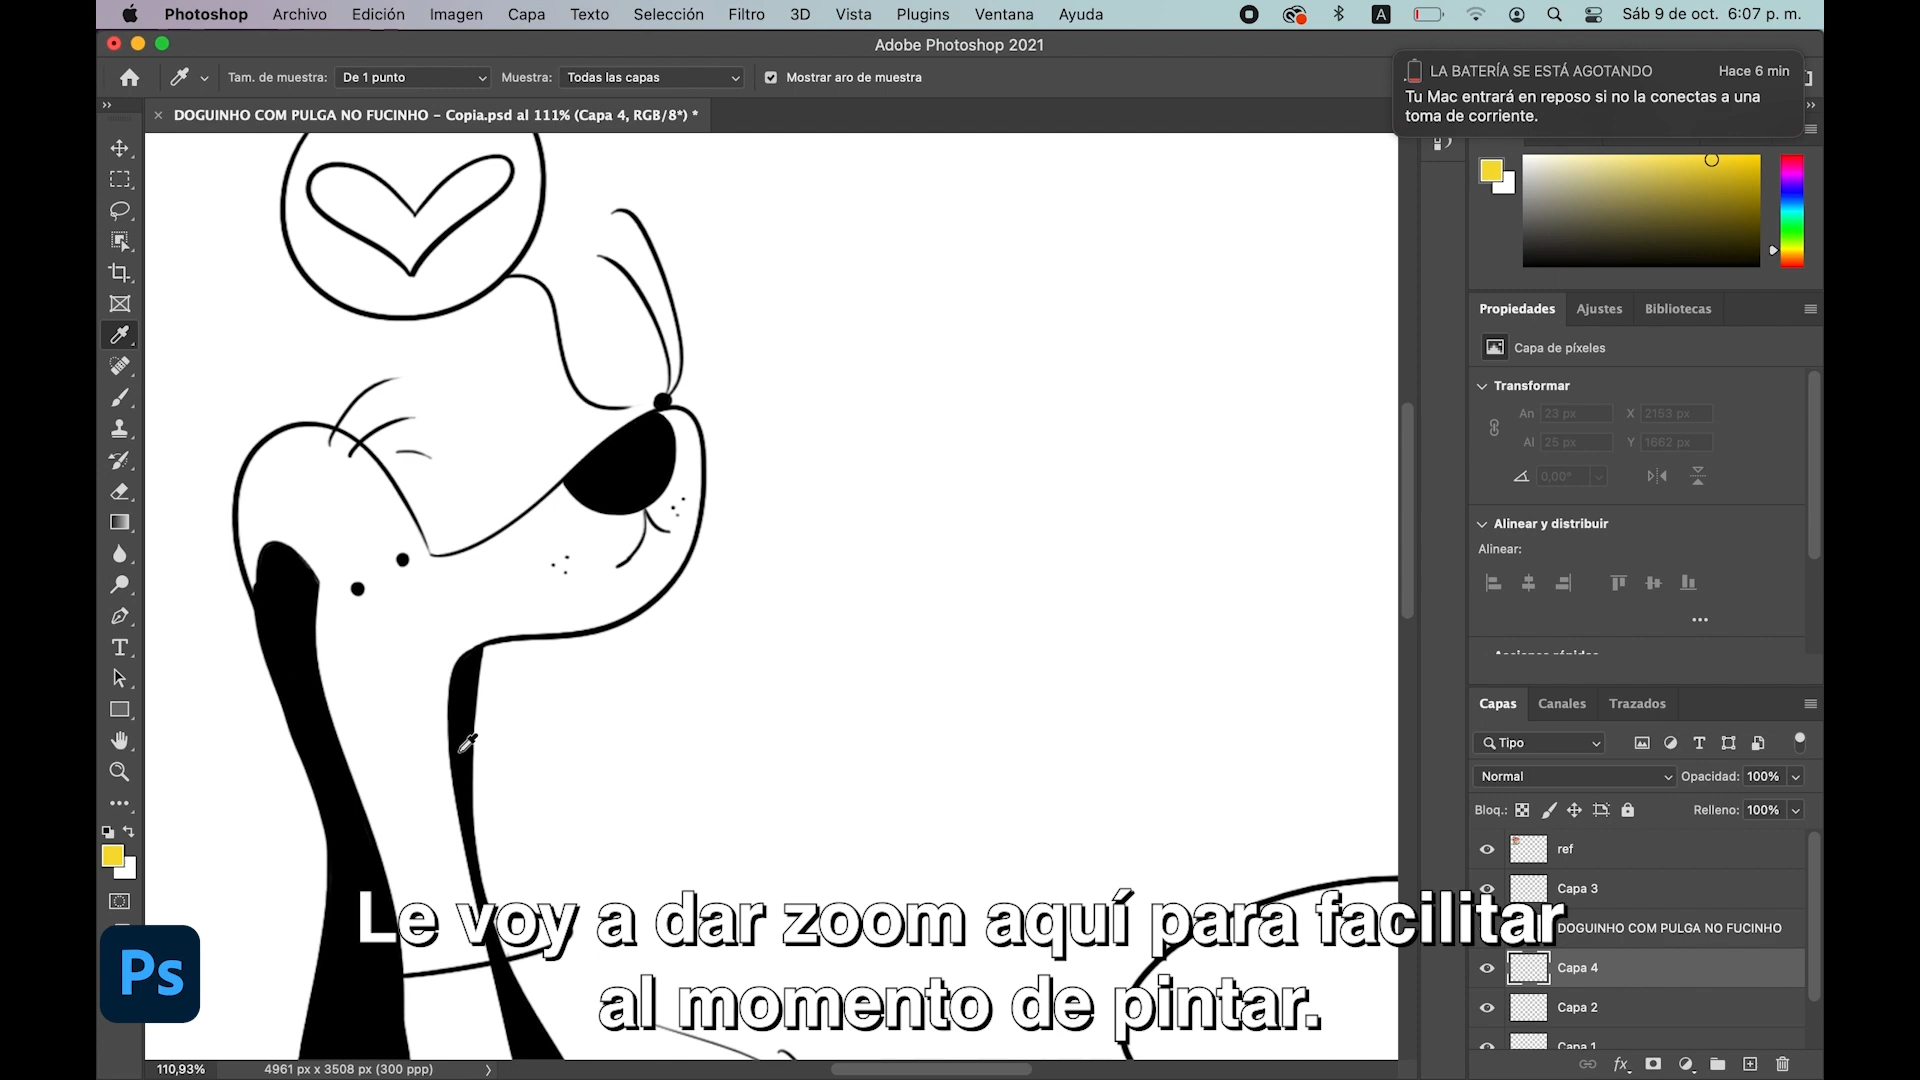 Photoshop Archivo Edición Imagen Capa Texto Selección Filtro 3D Vista Plugins Ventana Ayuda A Sáb 9 de oct. 6:07 p. m.
Adobe Photoshop 2021
Tam. de muestra: De 1 punto Muestra: Todas las capas Mostrar aro de muestra
LA BATERÍA SE ESTÁ AGOTANDO Hace 6 min
Tu Mac entrará en reposo si no la conectas a una
toma de corriente.
DOGUINHO COM PULGA NO FUCINHO – Copia.psd al 111% (Capa 4, RGB/8*) *
Propiedades Ajustes Bibliotecas
Capa de píxeles
Transformar
An 23 px X 2153 px
Al 25 px Y 1662 px
0,00°
Alinear y distribuir
Alinear:
Capas Canales Trazados
Tipo
Normal Opacidad: 100%
Bloq.: Relleno: 100%
ref
Capa 3
DOGUINHO COM PULGA NO FUCINHO
Capa 4
Capa 2
Capa 1
Le voy a dar zoom aquí para facilitar
al momento de pintar.
Ps
110,93% 4961 px x 3508 px (300 ppp)
fx